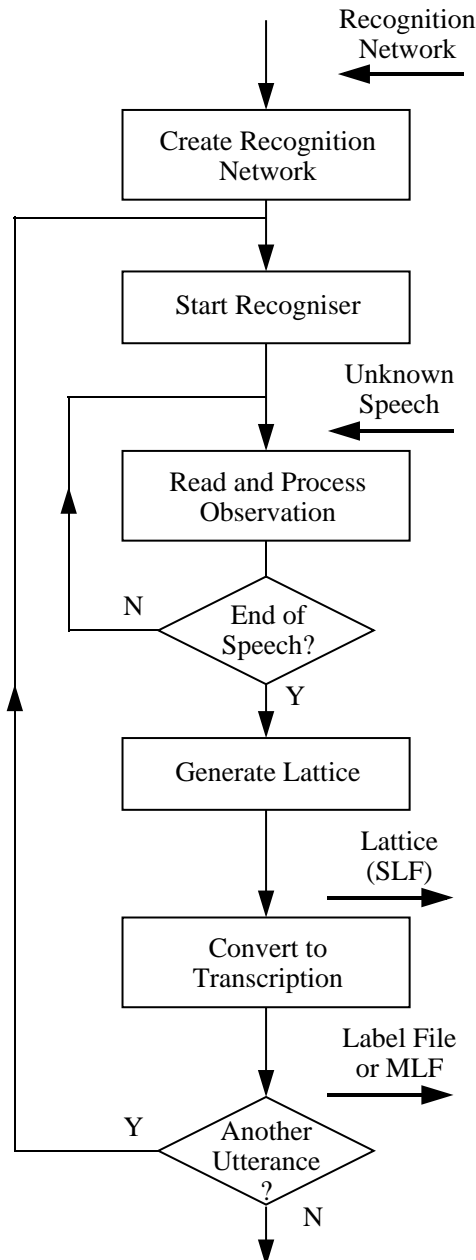 Recognition
Network
Create Recognition
Network
Start Recogniser
Unknown
Speech
Read and Process
Observation
N
End of
Speech?
Y
Generate Lattice
Lattice
(SLF)
Convert to
Transcription
Label File
or MLF
Y
Another
Utterance
?
N